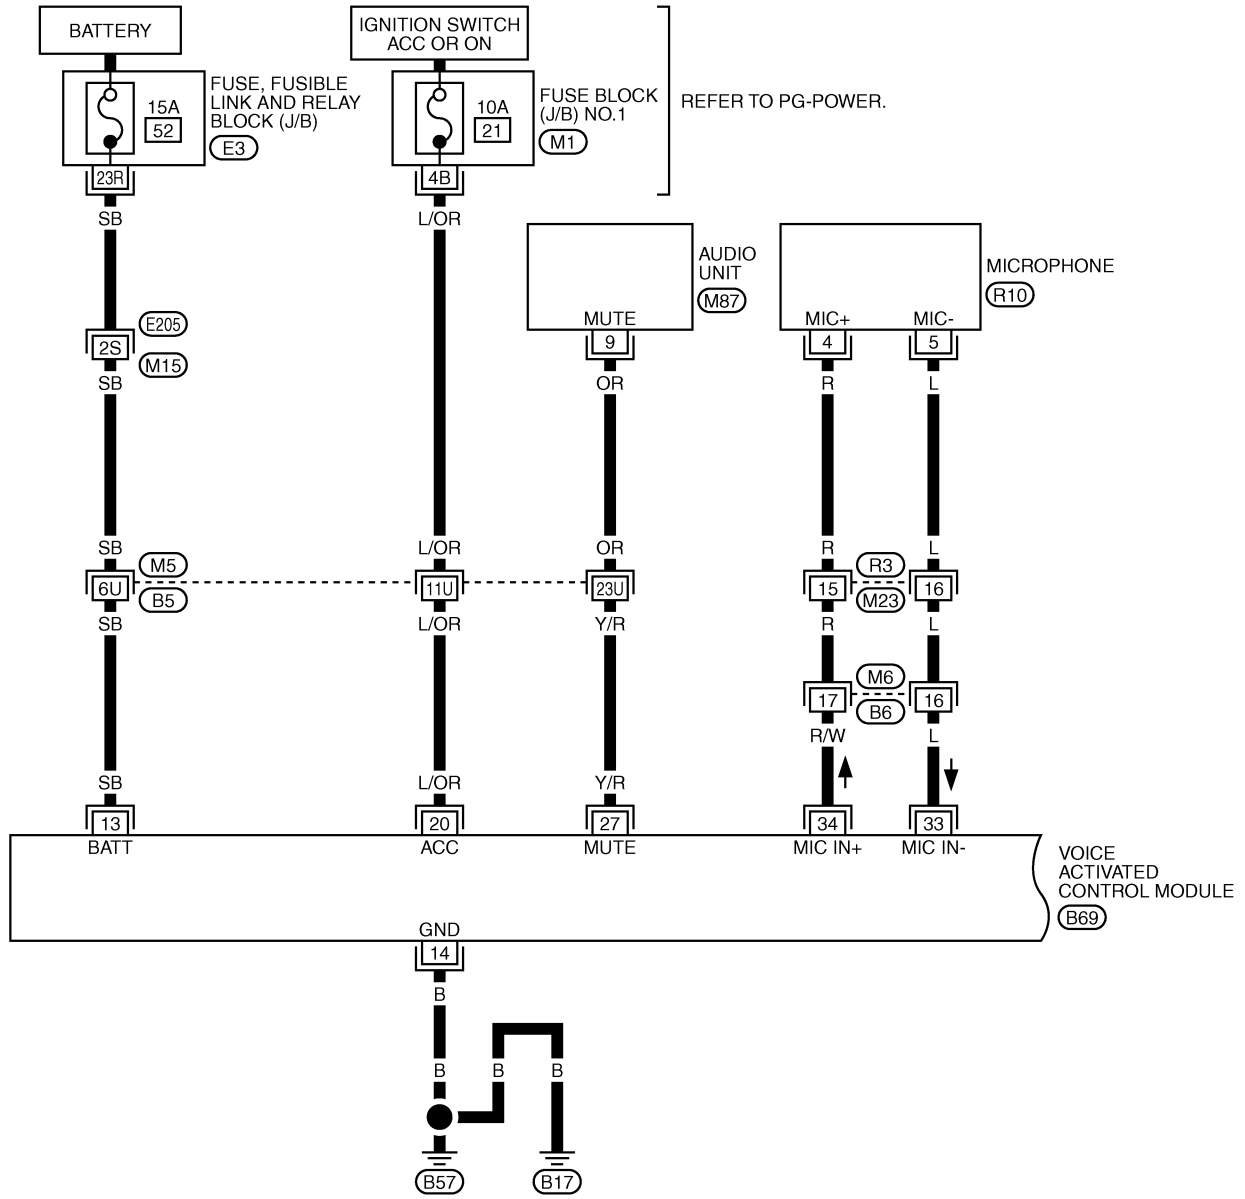 BATTERY
IGNITION SWITCH
ACC OR ON
15A
52
FUSE, FUSIBLE
LINK AND RELAY
BLOCK (J/B)
E3
10A
21
FUSE BLOCK
(J/B) NO.1
M1
REFER TO PG-POWER.
23R
4B
SB
L/OR
AUDIO
UNIT
M87
MICROPHONE
R10
MUTE
MIC+
MIC-
9
4
5
E205
2S
M15
SB
OR
R
L
SB
L/OR
OR
R
L
M5
R3
6U
11U
23U
15
16
B5
M23
SB
L/OR
Y/R
R
L
M6
17
16
B6
R/W
L
SB
L/OR
Y/R
13
20
27
34
33
BATT
ACC
MUTE
MIC IN+
MIC IN-
VOICE
ACTIVATED
CONTROL MODULE
B69
GND
14
B
B
B
B
B57
B17